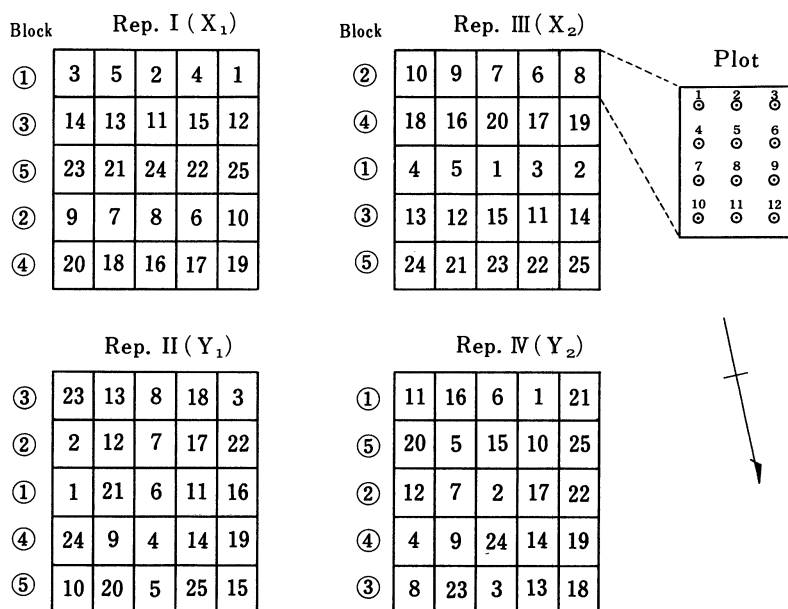 Block Rep. I (X₁)
① 3 5 2 4 1
③ 14 13 11 15 12
⑤ 23 21 24 22 25
② 9 7 8 6 10
④ 20 18 16 17 19
Block Rep. III (X₂)
② 10 9 7 6 8
④ 18 16 20 17 19
① 4 5 1 3 2
③ 13 12 15 11 14
⑤ 24 21 23 22 25
Plot
1 2 3
4 5 6
7 8 9
10 11 12
Rep. II (Y₁)
③ 23 13 8 18 3
② 2 12 7 17 22
① 1 21 6 11 16
④ 24 9 4 14 19
⑤ 10 20 5 25 15
Rep. IV (Y₂)
① 11 16 6 1 21
⑤ 20 5 15 10 25
② 12 7 2 17 22
④ 4 9 24 14 19
③ 8 23 3 13 18